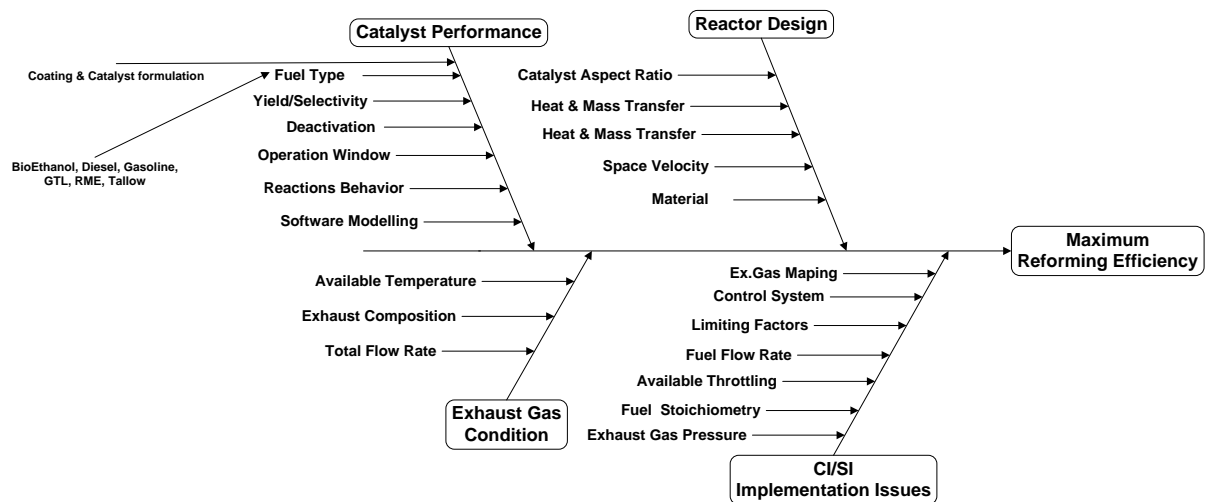 Catalyst Performance
Reactor Design
Coating & Catalyst formulation
Fuel Type
Yield/Selectivity
Deactivation
Operation Window
Reactions Behavior
Software Modelling
BioEthanol, Diesel, Gasoline,
GTL, RME, Tallow
Catalyst Aspect Ratio
Heat & Mass Transfer
Heat & Mass Transfer
Space Velocity
Material
Maximum
Reforming Efficiency
Available Temperature
Exhaust Composition
Total Flow Rate
Exhaust Gas
Condition
Ex.Gas Maping
Control System
Limiting Factors
Fuel Flow Rate
Available Throttling
Fuel  Stoichiometry
Exhaust Gas Pressure
CI/SI
Implementation Issues